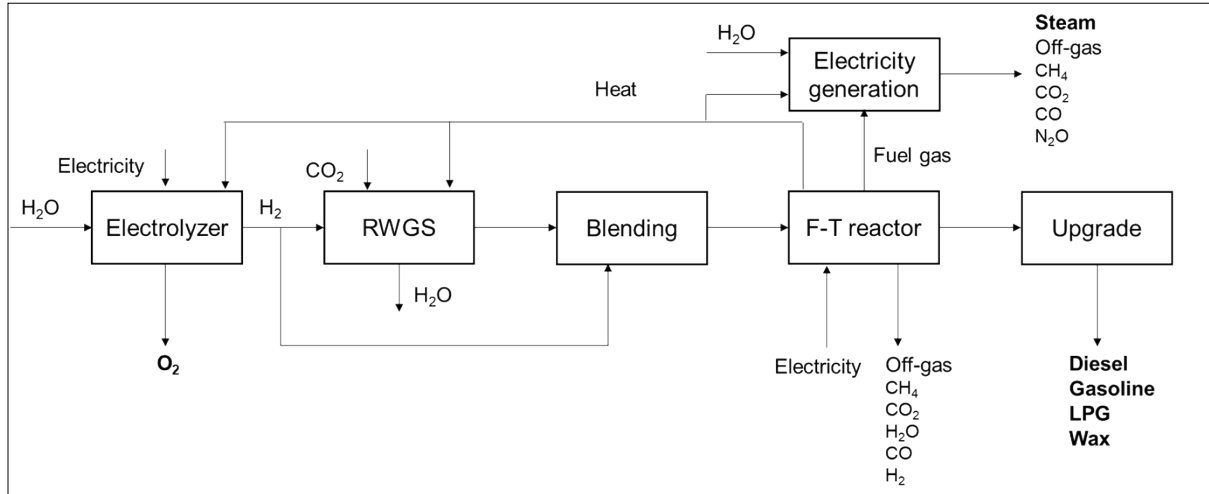 Steam
Off-gas
CH₄
CO₂
CO
N₂O
H₂O
Electricity
generation
Heat
Fuel gas
Electricity
CO₂
H₂O
Electrolyzer
H₂
RWGS
Blending
F-T reactor
Upgrade
H₂O
O₂
Electricity
Off-gas
CH₄
CO₂
H₂O
CO
H₂
Diesel
Gasoline
LPG
Wax